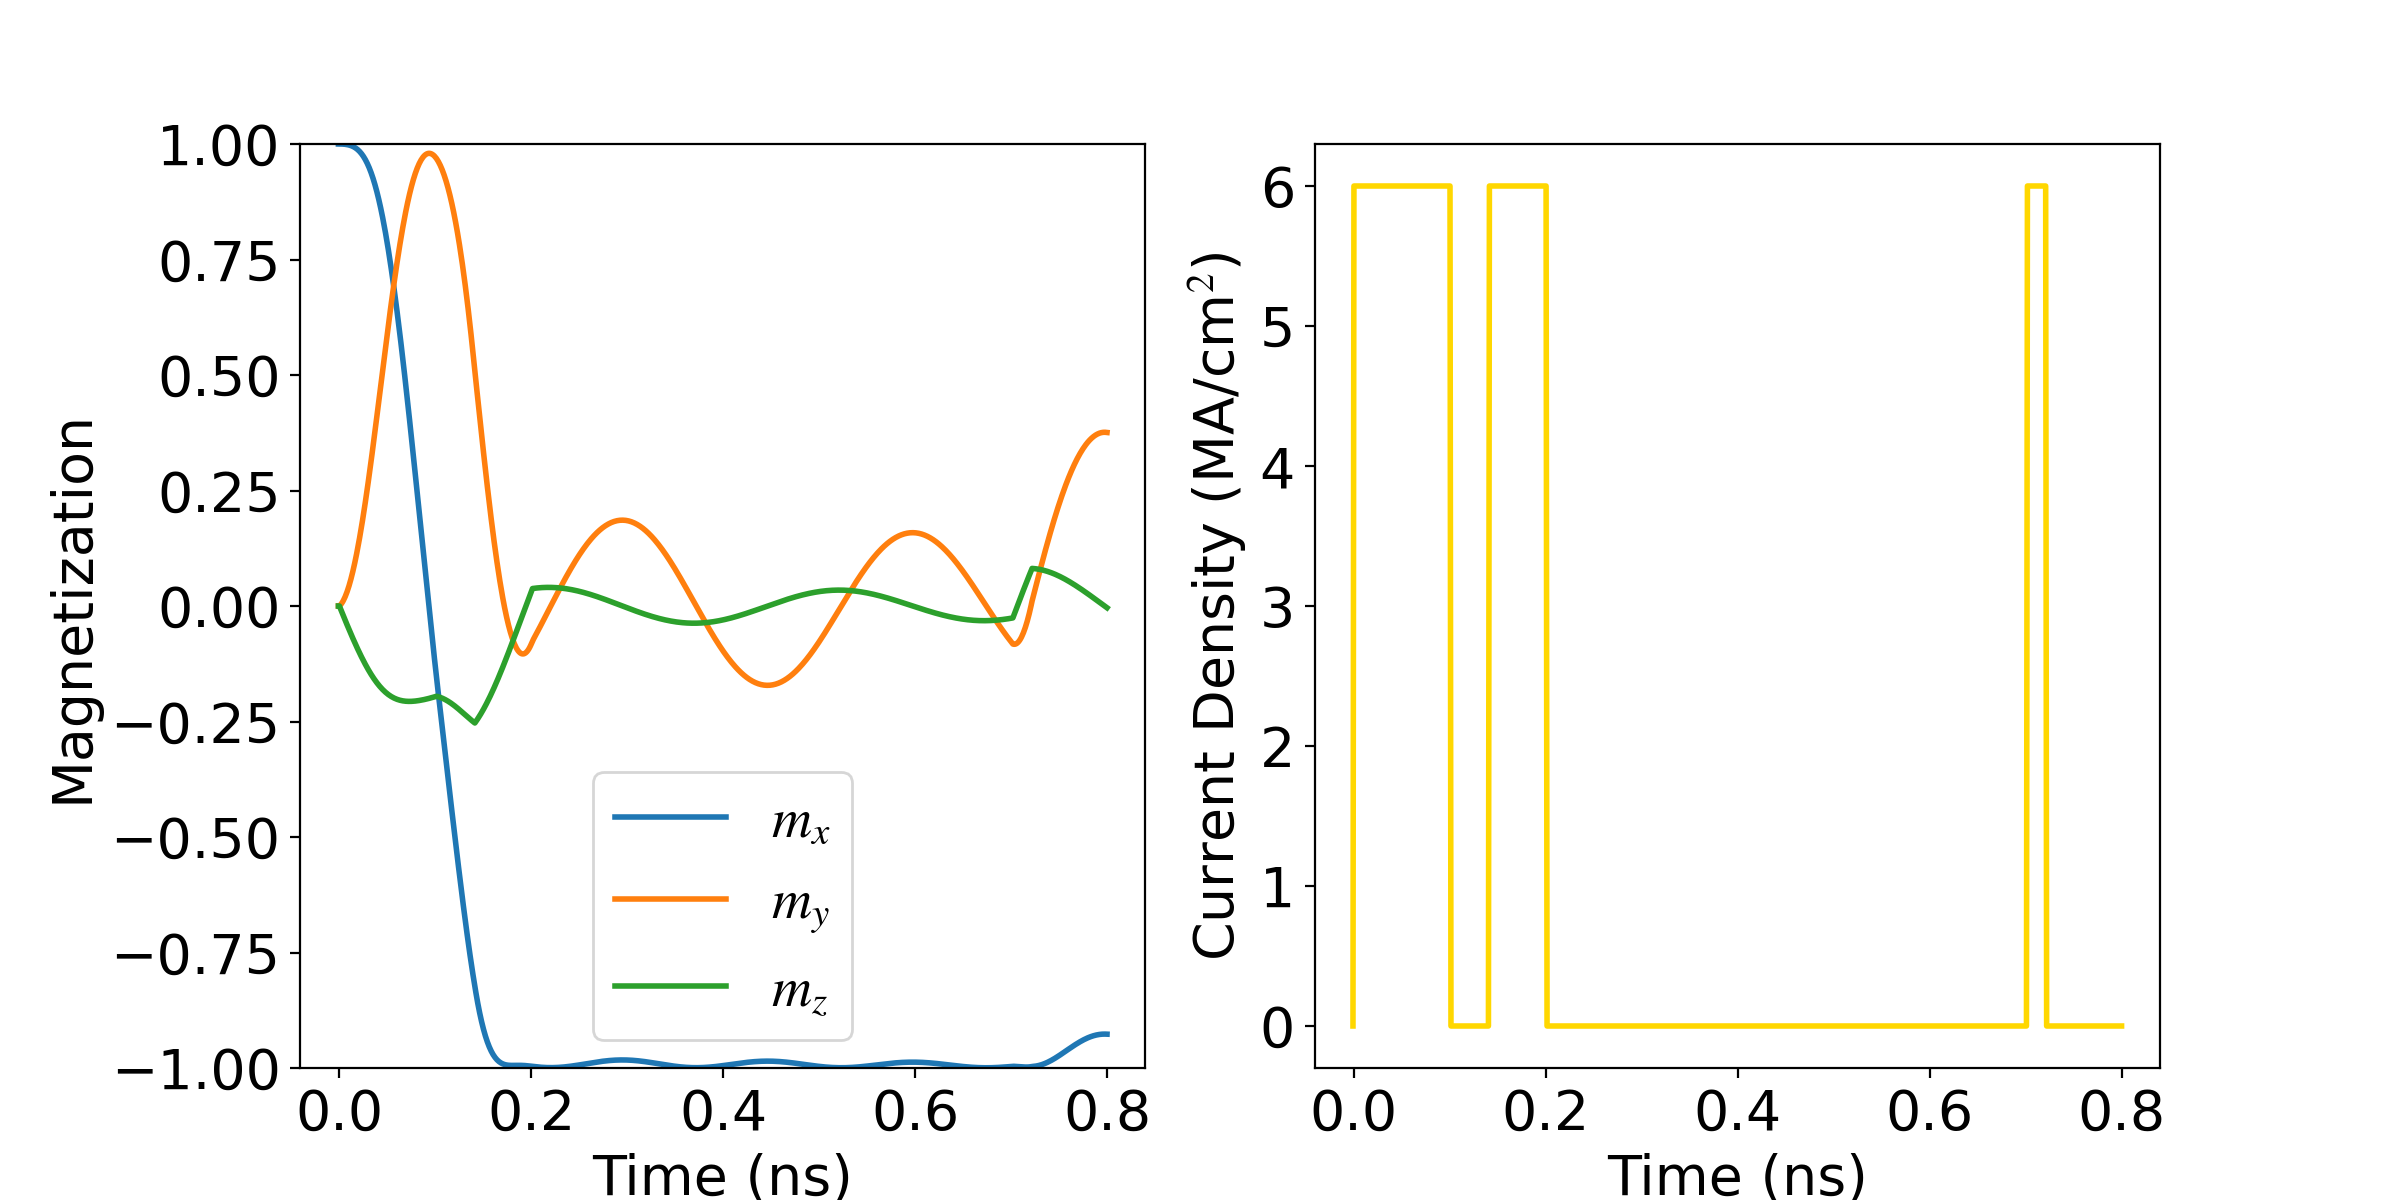 Magnetization
1.00
0.75
0.50
0.25
0.00
−0.25
−0.50
−0.75
−1.00
0.0 0.2 0.4 0.6 0.8
Time (ns)
m_x
m_y
m_z
Current Density (MA/cm²)
6
5
4
3
2
1
0
0.0 0.2 0.4 0.6 0.8
Time (ns)